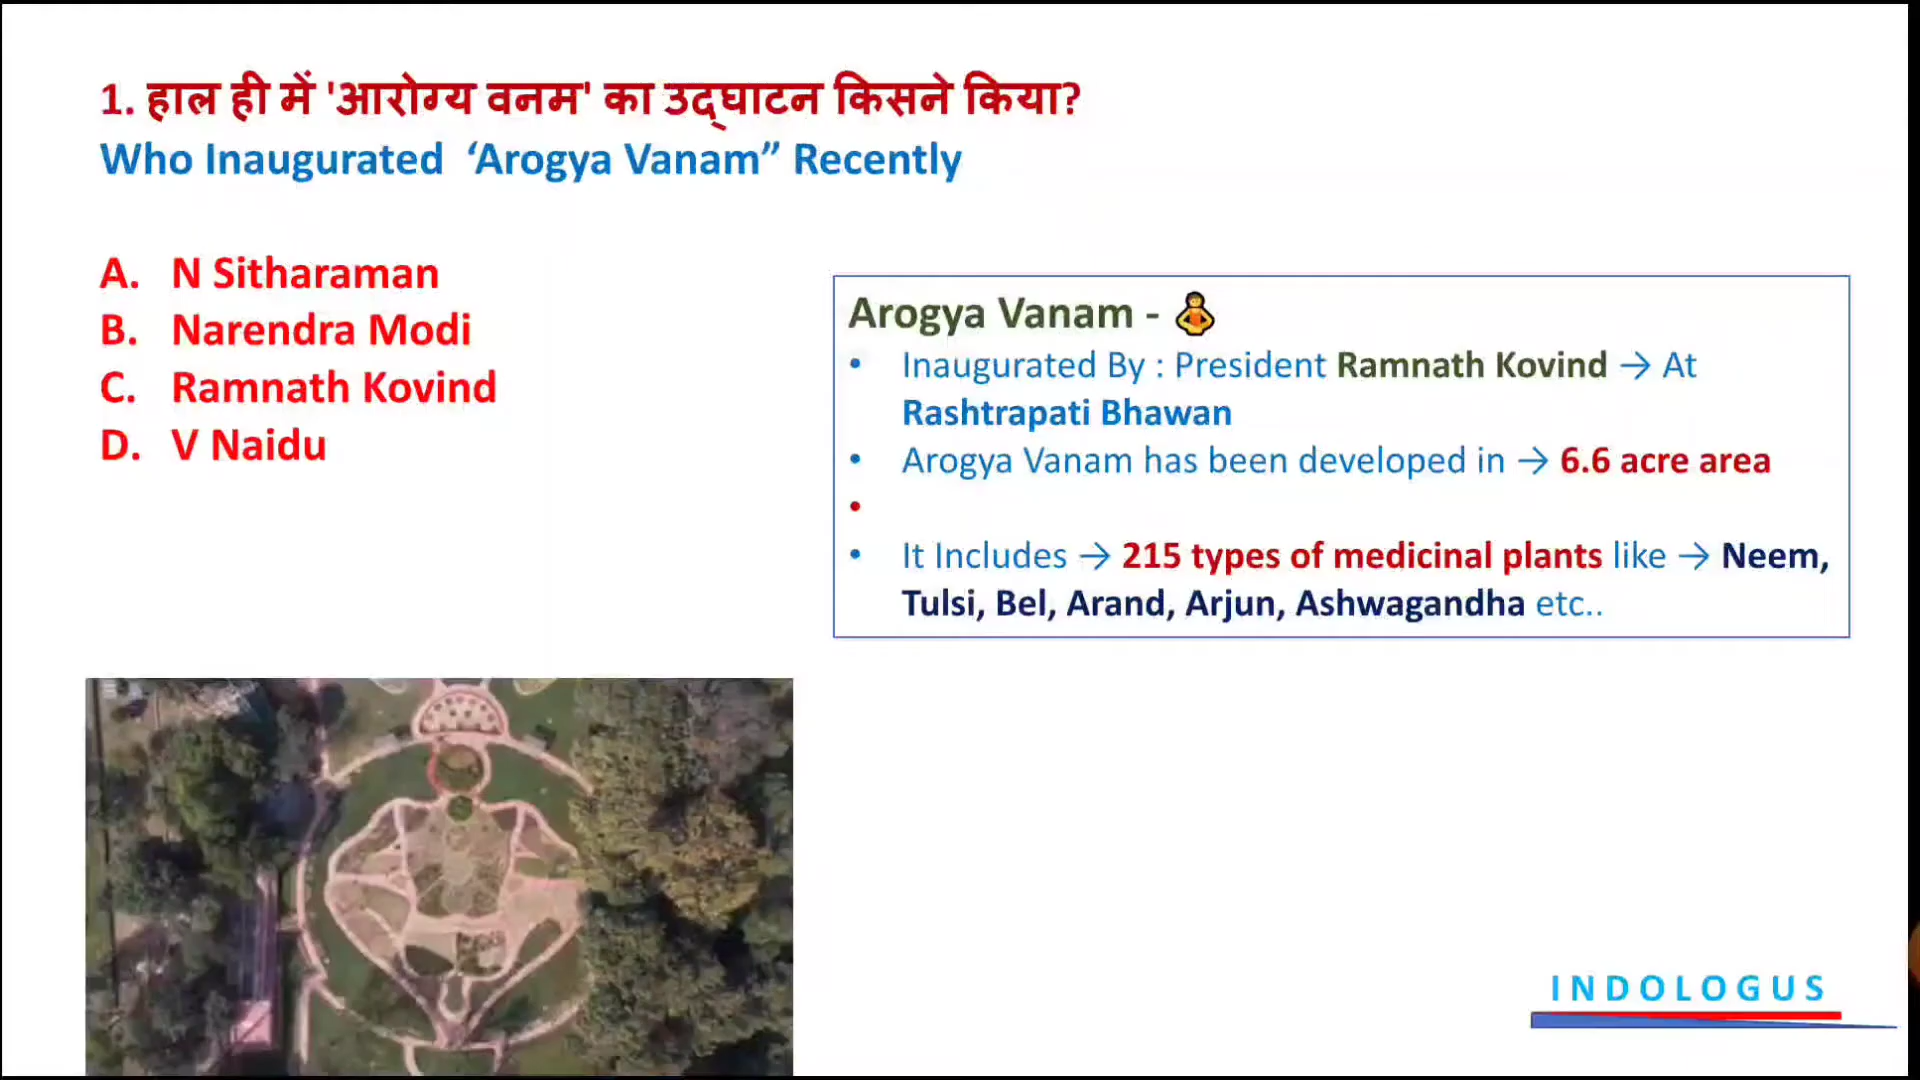 1. हाल ही में 'आरोग्य वनम' का उद्घाटन किसने किया?
Who Inaugurated ‘Arogya Vanam” Recently
A. N Sitharaman
B. Narendra Modi
C. Ramnath Kovind
D. V Naidu
Arogya Vanam -
• Inaugurated By : President Ramnath Kovind → At
Rashtrapati Bhawan
• Arogya Vanam has been developed in → 6.6 acre area
•
• It Includes → 215 types of medicinal plants like → Neem,
Tulsi, Bel, Arand, Arjun, Ashwagandha etc..
INDOLOGUS